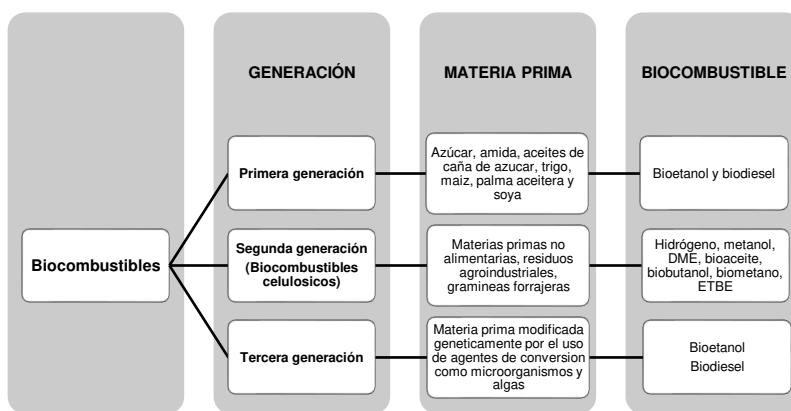 GENERACIÓN
MATERIA PRIMA
BIOCOMBUSTIBLE
Biocombustibles
Primera generación
Azúcar, amida, aceites de
caña de azucar, trigo,
maiz, palma aceitera y
soya
Bioetanol y biodiesel
Segunda generación
(Biocombustibles
celulosicos)
Materias primas no
alimentarias, residuos
agroindustriales,
gramineas forrajeras
Hidrógeno, metanol,
DME, bioaceite,
biobutanol, biometano,
ETBE
Tercera generación
Materia prima modificada
geneticamente por el uso
de agentes de conversion
como microorganismos y
algas
Bioetanol
Biodiesel